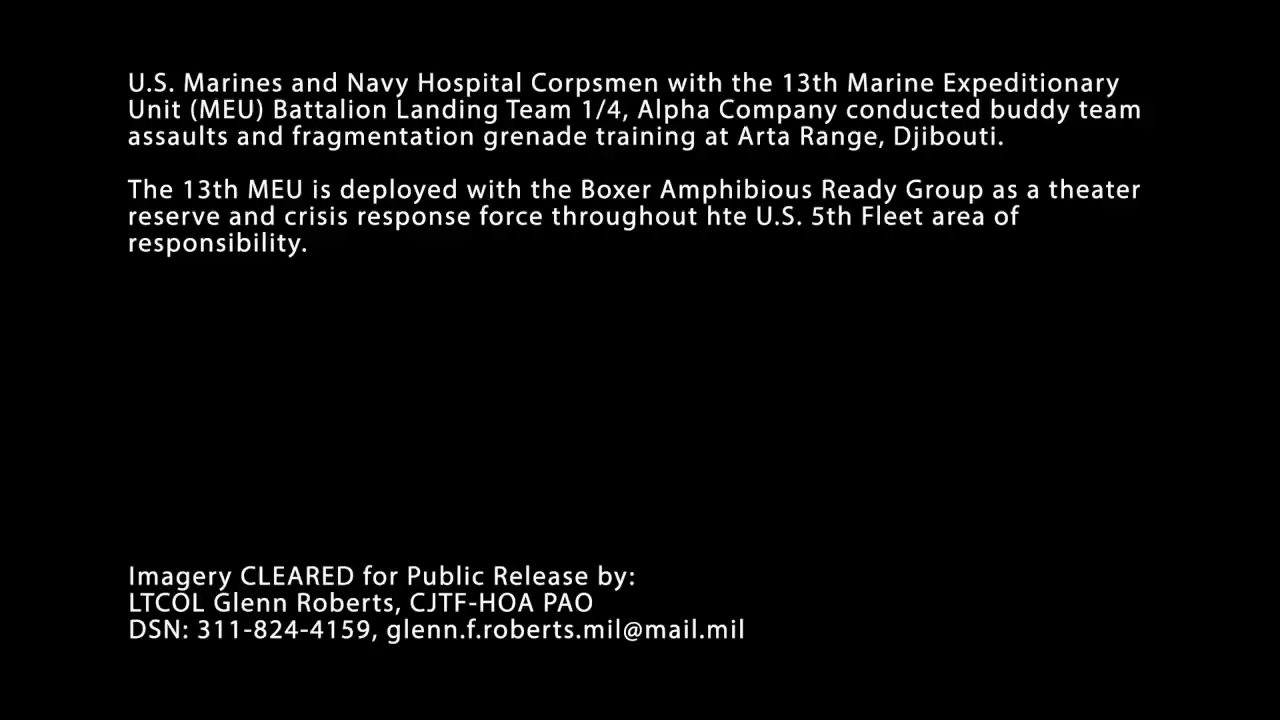 U.S. Marines and Navy Hospital Corpsmen with the 13th Marine Expeditionary
Unit (MEU) Battalion Landing Team 1/4, Alpha Company conducted buddy team
assaults and fragmentation grenade training at Arta Range, Djibouti.
The 13th MEU is deployed with the Boxer Amphibious Ready Group as a theater
reserve and crisis response force throughout hte U.S. 5th Fleet area of
responsibility.
Imagery CLEARED for Public Release by:
LTCOL Glenn Roberts, CJTF-HOA PAO
DSN: 311-824-4159, glenn.f.roberts.mil@mail.mil